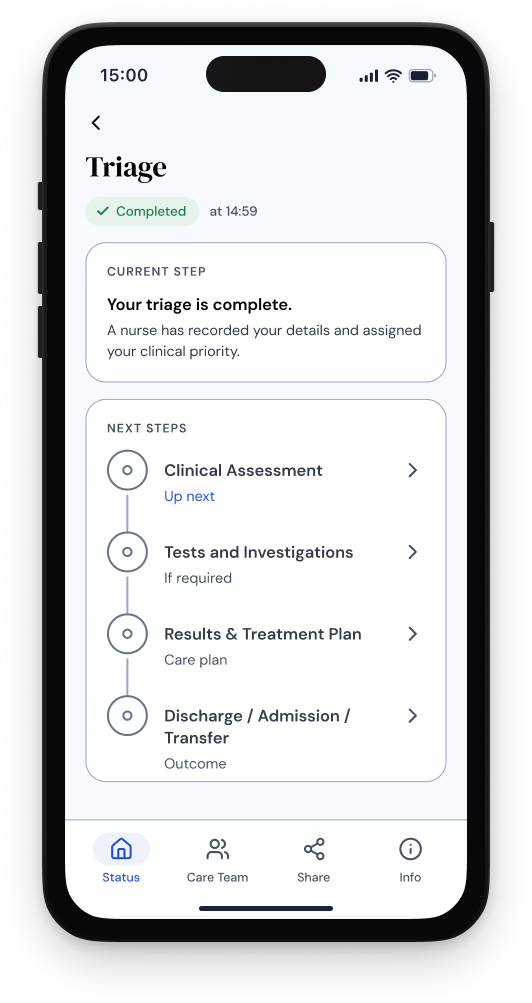 15:00
Triage
Completed at 14:59
CURRENT STEP
Your triage is complete.
A nurse has recorded your details and assigned
your clinical priority.
NEXT STEPS
Clinical Assessment
Up next
Tests and Investigations
If required
Results & Treatment Plan
Care plan
Discharge / Admission /
Transfer
Outcome
Status Care Team Share Info